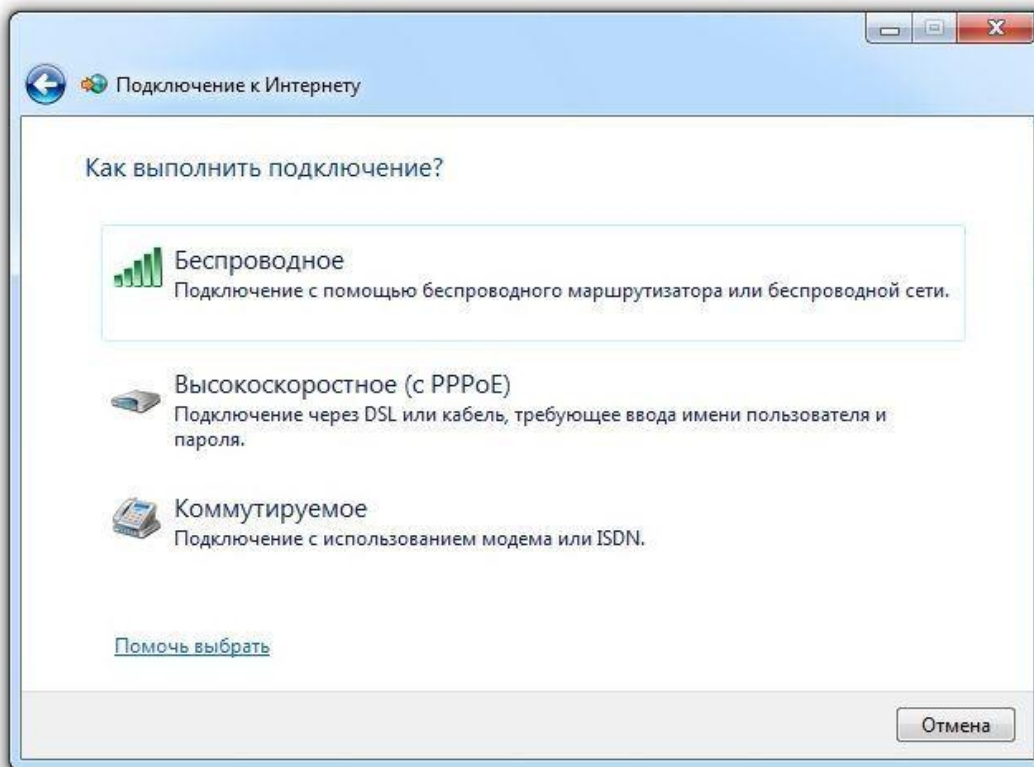 Подключение к Интернету
Как выполнить подключение?
Беспроводное
Подключение с помощью беспроводного маршрутизатора или беспроводной сети.
Высокоскоростное (с PPPoE)
Подключение через DSL или кабель, требующее ввода имени пользователя и
пароля.
Коммутируемое
Подключение с использованием модема или ISDN.
Помочь выбрать
Отмена